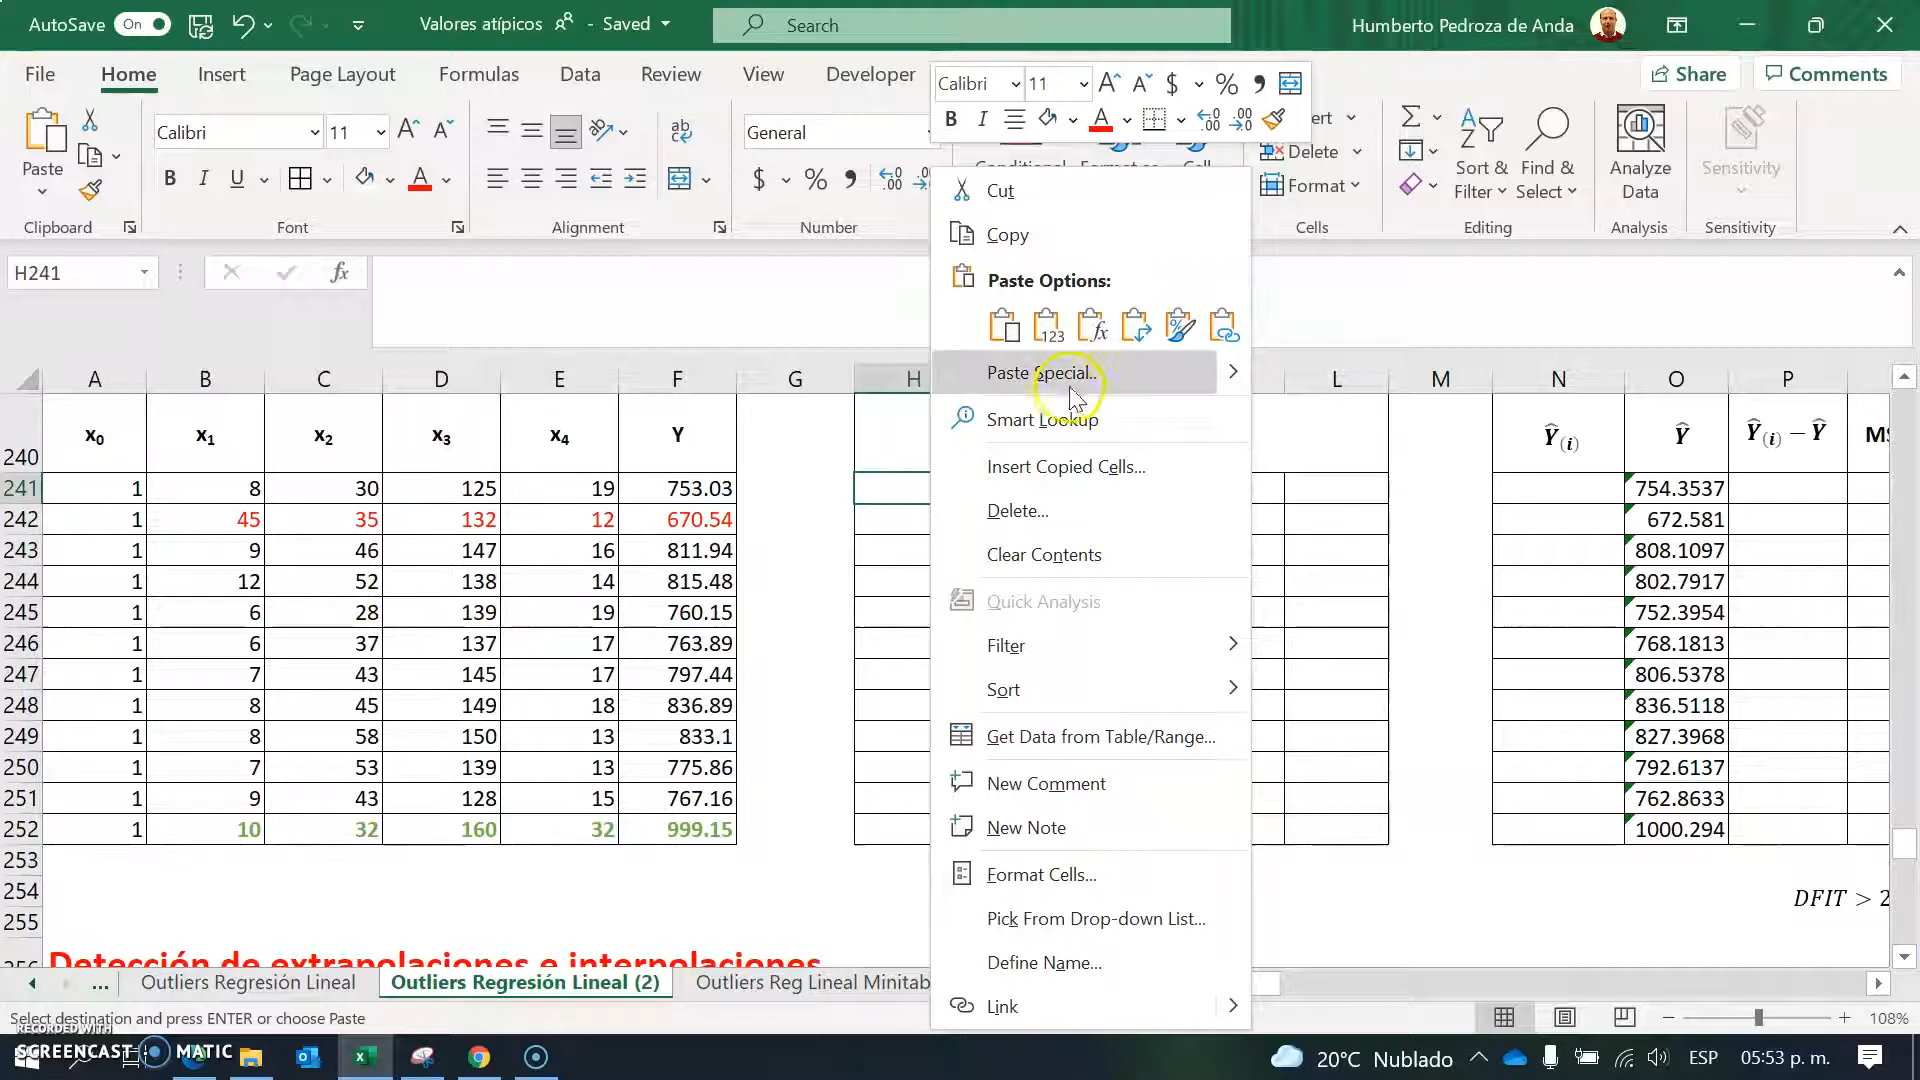 AutoSave On Valores atípicos - Saved Search Humberto Pedroza de Anda
File Home Insert Page Layout Formulas Data Review View Developer Share Comments
Calibri 11 $ %
B I A
Paste Calibri 11 General
B I U A $ %
Delete
Format
Sort & Filter Find & Select Analyze Data Sensitivity
Clipboard Font Alignment Number Cells Editing Analysis Sensitivity
H241 fx
Cut
Copy
Paste Options:
Paste Special...
Smart Lookup
Insert Copied Cells...
Delete...
Clear Contents
Quick Analysis
Filter
Sort
Get Data from Table/Range...
New Comment
New Note
Format Cells...
Pick From Drop-down List...
Define Name...
Link
A B C D E F G H L M N O P
240 x₀ x₁ x₂ x₃ x₄ Y Ŷ₍ᵢ₎ Ŷ Ŷ₍ᵢ₎ − Ŷ
241 1 8 30 125 19 753.03 754.3537
242 1 45 35 132 12 670.54 672.581
243 1 9 46 147 16 811.94 808.1097
244 1 12 52 138 14 815.48 802.7917
245 1 6 28 139 19 760.15 752.3954
246 1 6 37 137 17 763.89 768.1813
247 1 7 43 145 17 797.44 806.5378
248 1 8 45 149 18 836.89 836.5118
249 1 8 58 150 13 833.1 827.3968
250 1 7 53 139 13 775.86 792.6137
251 1 9 43 128 15 767.16 762.8633
252 1 10 32 160 32 999.15 1000.294
253
254 DFIT > 2
255
Detección de extrapolaciones e interpolaciones
... Outliers Regresión Lineal Outliers Regresión Lineal (2) Outliers Reg Lineal Minitab
Select destination and press ENTER or choose Paste 108%
RECORDED WITH
SCREENCAST MATIC
20°C Nublado ESP 05:53 p. m.